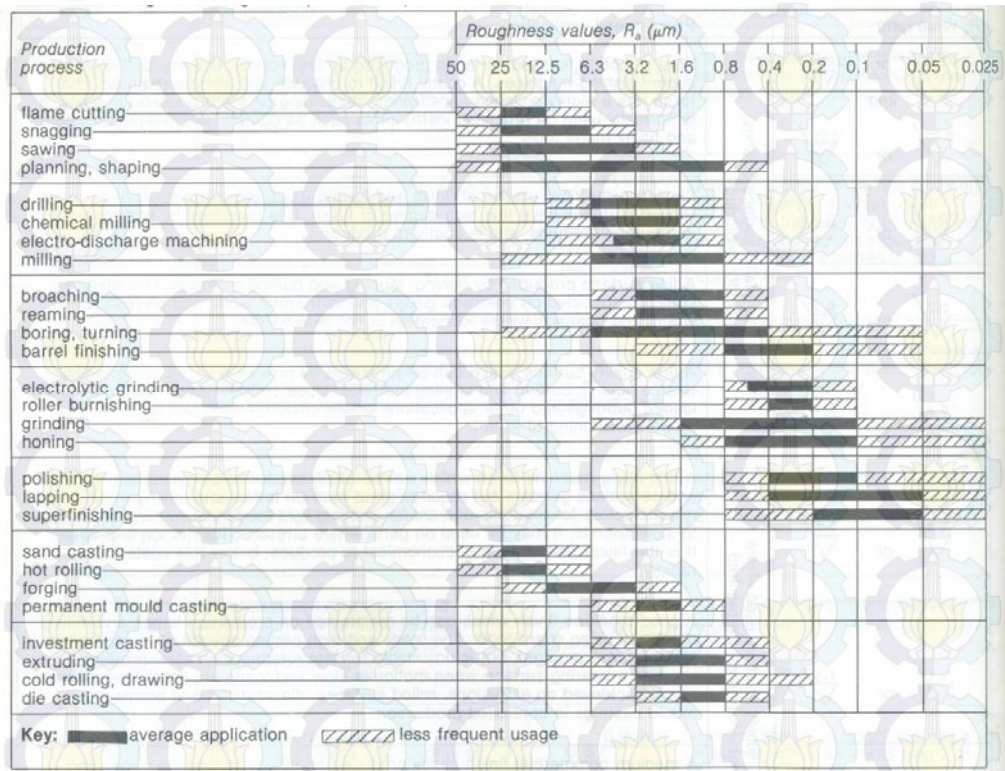 Roughness values, Rₐ (μm)
Production
process
50 25 12.5 6.3 3.2 1.6 0.8 0.4 0.2 0.1 0.05 0.025
flame cutting
snagging
sawing
planning, shaping
drilling
chemical milling
electro-discharge machining
milling
broaching
reaming
boring, turning
barrel finishing
electrolytic grinding
roller burnishing
grinding
honing
polishing
lapping
superfinishing
sand casting
hot rolling
forging
permanent mould casting
investment casting
extruding
cold rolling, drawing
die casting
Key: average application less frequent usage